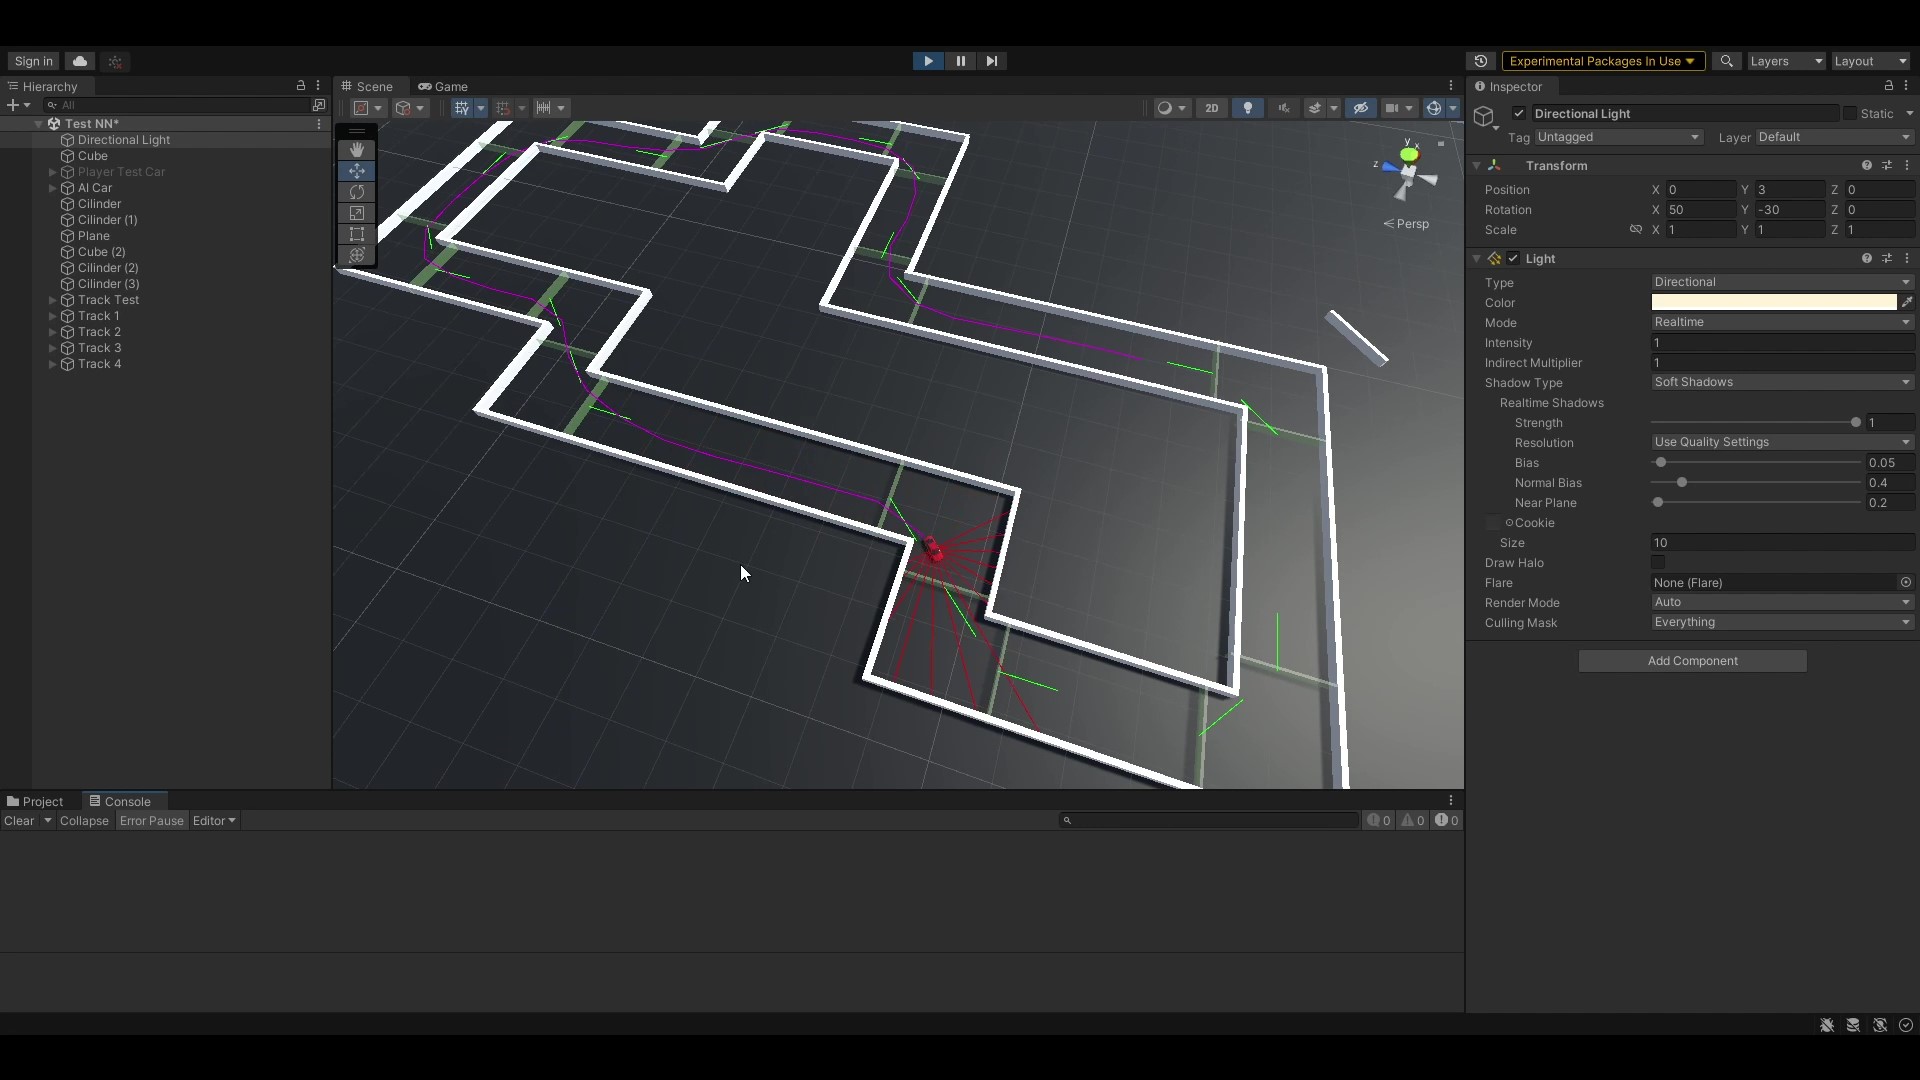 Sign in
Experimental Packages In Use
Layers
Layout
Hierarchy
All
Test NN*
Directional Light
Cube
Player Test Car
AI Car
Cilinder
Cilinder (1)
Plane
Cube (2)
Cilinder (2)
Cilinder (3)
Track Test
Track 1
Track 2
Track 3
Track 4
Scene
Game
2D
y
x
z
Persp
Inspector
Directional Light
Static
Tag Untagged
Layer Default
Transform
Position X 0 Y 3 Z 0
Rotation X 50 Y -30 Z 0
Scale X 1 Y 1 Z 1
Light
Type Directional
Color
Mode Realtime
Intensity 1
Indirect Multiplier 1
Shadow Type Soft Shadows
Realtime Shadows
Strength 1
Resolution Use Quality Settings
Bias 0.05
Normal Bias 0.4
Near Plane 0.2
Cookie
Size 10
Draw Halo
Flare None (Flare)
Render Mode Auto
Culling Mask Everything
Add Component
Project
Console
Clear
Collapse
Error Pause
Editor
0
0
0